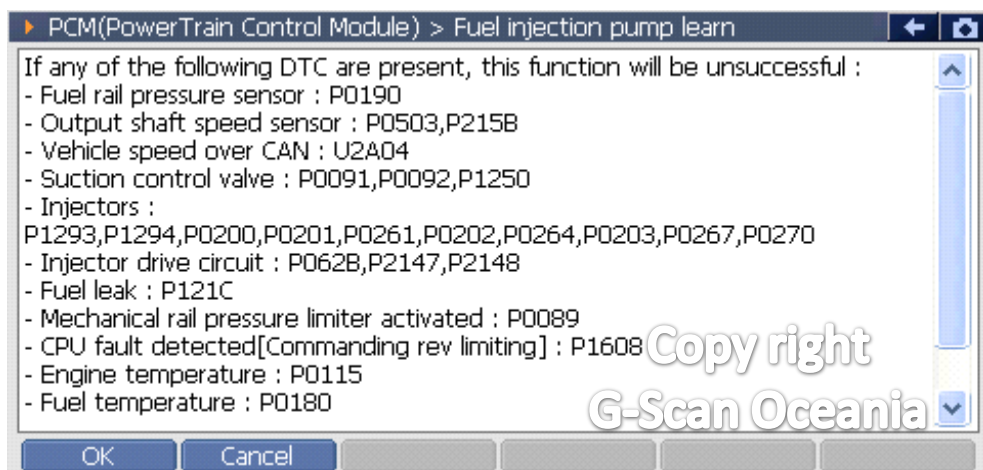 PCM(PowerTrain Control Module) > Fuel injection pump learn
If any of the following DTC are present, this function will be unsuccessful :
- Fuel rail pressure sensor : P0190
- Output shaft speed sensor : P0503,P215B
- Vehicle speed over CAN : U2A04
- Suction control valve : P0091,P0092,P1250
- Injectors :
P1293,P1294,P0200,P0201,P0261,P0202,P0264,P0203,P0267,P0270
- Injector drive circuit : P062B,P2147,P2148
- Fuel leak : P121C
- Mechanical rail pressure limiter activated : P0089
- CPU fault detected[Commanding rev limiting] : P1608
- Engine temperature : P0115
- Fuel temperature : P0180
Copy right
G-Scan Oceania
OK Cancel